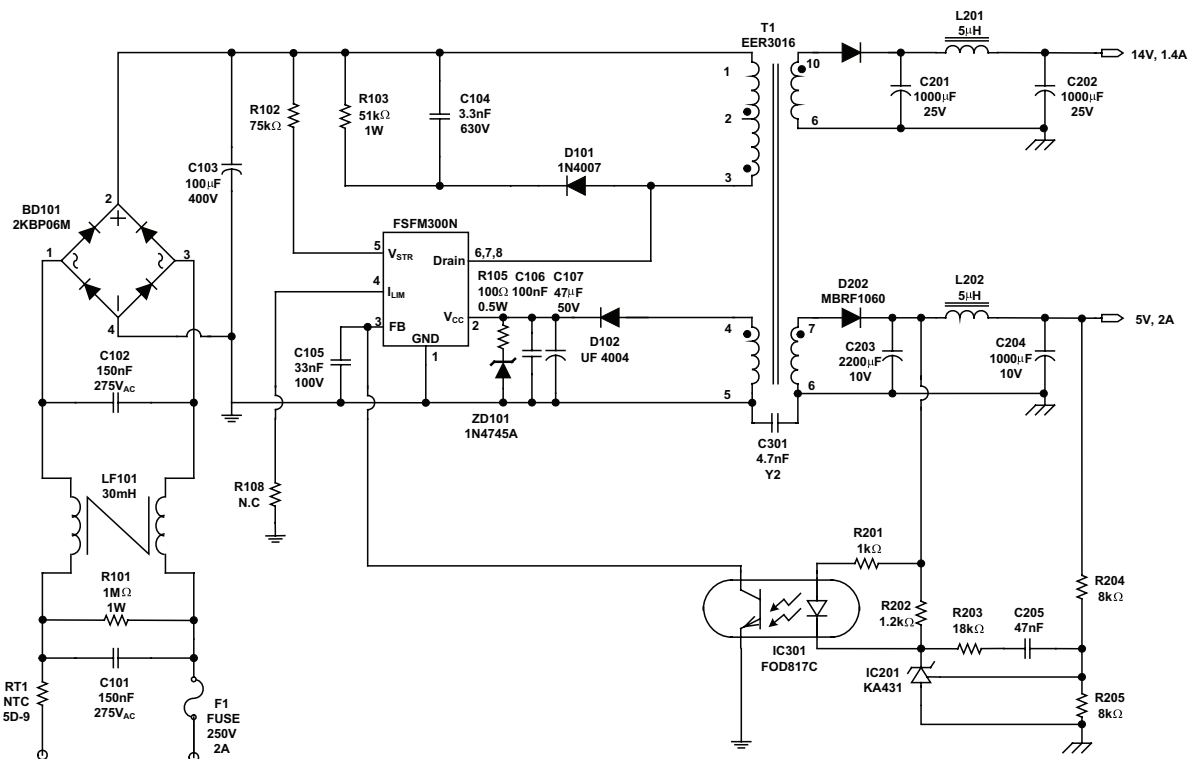 T1
EER3016
L201
5μH
14V, 1.4A
1
2
3
10
6
C201
1000μF
25V
C202
1000μF
25V
R102
75kΩ
R103
51kΩ
1W
C104
3.3nF
630V
D101
1N4007
C103
100μF
400V
BD101
2KBP06M
2
1
3
4
FSFM300N
5
VSTR
Drain
6,7,8
4
ILIM
3
FB
VCC
2
GND
1
R105
100Ω
0.5W
C106
100nF
C107
47μF
50V
D102
UF 4004
ZD101
1N4745A
C105
33nF
100V
4
5
7
6
D202
MBRF1060
L202
5μH
5V, 2A
C203
2200μF
10V
C204
1000μF
10V
C301
4.7nF
Y2
C102
150nF
275VAC
LF101
30mH
R108
N.C
R101
1MΩ
1W
C101
150nF
275VAC
RT1
NTC
5D-9
F1
FUSE
250V
2A
R201
1kΩ
R202
1.2kΩ
R203
18kΩ
C205
47nF
R204
8kΩ
IC301
FOD817C
IC201
KA431
R205
8kΩ